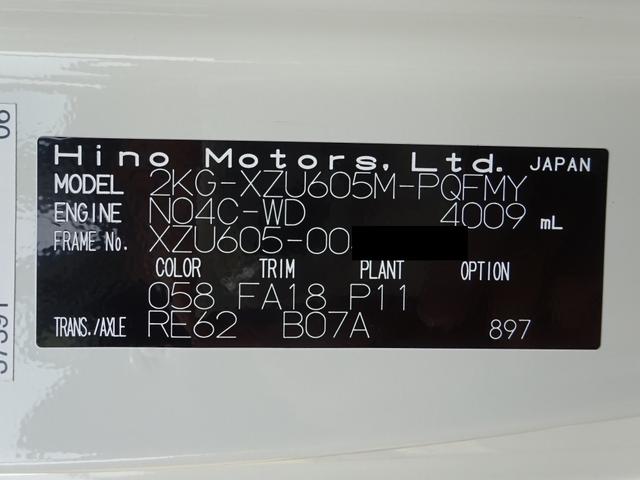 Hino Motors, Ltd. JAPAN
MODEL 2KG-XZU605M-PQFMY
ENGINE N04C-WD 4009 mL
FRAME No. XZU605-00
COLOR TRIM PLANT OPTION
058 FA18 P11
TRANS./AXLE RE62 B07A 897